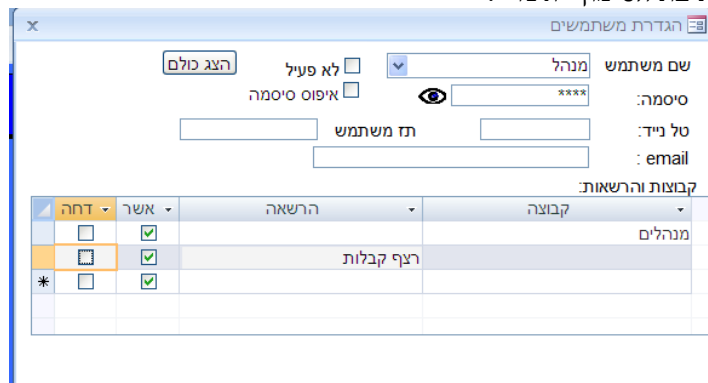 הגדרת משתמשים
שם משתמש מנהל לא פעיל הצג כולם
סיסמה: **** איפוס סיסמה
טל נייד: תז משתמש
email :
קבוצות והרשאות:
קבוצה הרשאה אשר דחה
מנהלים
רצף קבלות